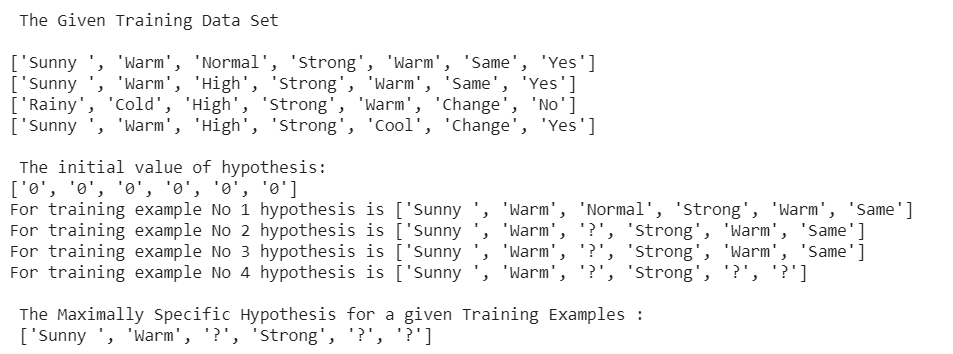 The Given Training Data Set
['Sunny ', 'Warm', 'Normal', 'Strong', 'Warm', 'Same', 'Yes']
['Sunny ', 'Warm', 'High', 'Strong', 'Warm', 'Same', 'Yes']
['Rainy', 'Cold', 'High', 'Strong', 'Warm', 'Change', 'No']
['Sunny ', 'Warm', 'High', 'Strong', 'Cool', 'Change', 'Yes']
The initial value of hypothesis:
['0', '0', '0', '0', '0', '0']
For training example No 1 hypothesis is ['Sunny ', 'Warm', 'Normal', 'Strong', 'Warm', 'Same']
For training example No 2 hypothesis is ['Sunny ', 'Warm', '?', 'Strong', 'Warm', 'Same']
For training example No 3 hypothesis is ['Sunny ', 'Warm', '?', 'Strong', 'Warm', 'Same']
For training example No 4 hypothesis is ['Sunny ', 'Warm', '?', 'Strong', '?', '?']
The Maximally Specific Hypothesis for a given Training Examples :
['Sunny ', 'Warm', '?', 'Strong', '?', '?']